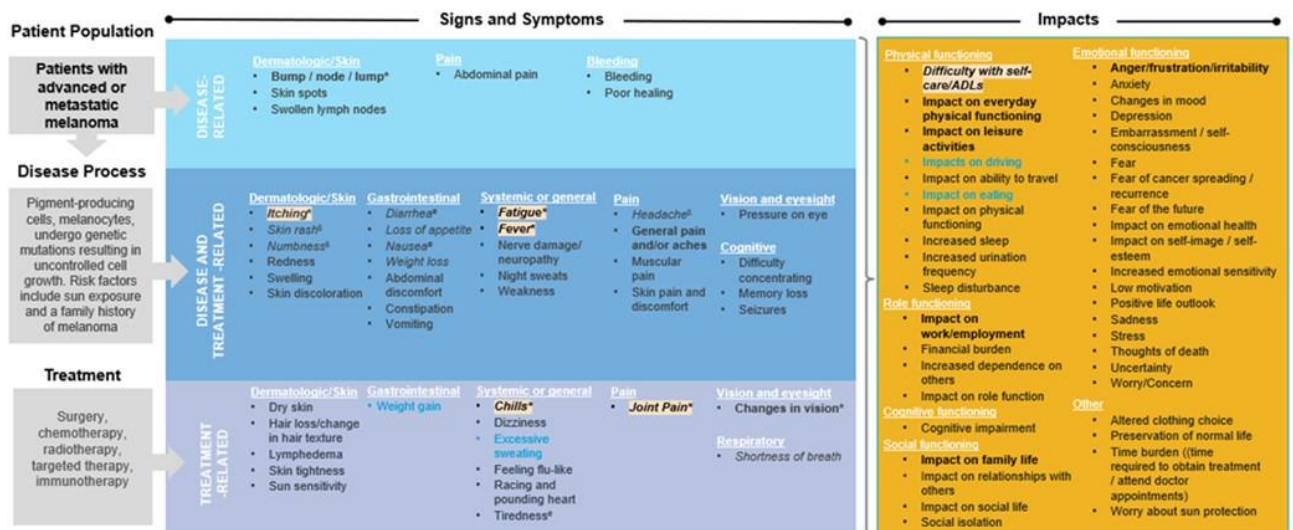 Signs and Symptoms
Impacts
Patient Population
Patients with
advanced or
metastatic
melanoma
Disease Process
Pigment-producing
cells, melanocytes,
undergo genetic
mutations resulting in
uncontrolled cell
growth. Risk factors
include sun exposure
and a family history
of melanoma
Treatment
Surgery,
chemotherapy,
radiotherapy,
targeted therapy,
immunotherapy
DISEASE-
RELATED
Dermatologic/Skin
• Bump / node / lump*
• Skin spots
• Swollen lymph nodes
Pain
• Abdominal pain
Bleeding
• Bleeding
• Poor healing
DISEASE AND
TREATMENT -RELATED
Dermatologic/Skin
• Itching*
• Skin rash
• Numbness
• Redness
• Swelling
• Skin discoloration
Gastrointestinal
• Diarrhea
• Loss of appetite
• Nausea
• Weight loss
• Abdominal
discomfort
• Constipation
• Vomiting
Systemic or general
• Fatigue*
• Fever*
• Nerve damage/
neuropathy
• Night sweats
• Weakness
Pain
• Headache
• General pain
and/or aches
• Muscular
pain
• Skin pain and
discomfort
Vision and eyesight
• Pressure on eye
Cognitive
• Difficulty
concentrating
• Memory loss
• Seizures
TREATMENT
-RELATED
Dermatologic/Skin
• Dry skin
• Hair loss/change
in hair texture
• Lymphedema
• Skin tightness
• Sun sensitivity
Gastrointestinal
• Weight gain
Systemic or general
• Chills*
• Dizziness
• Excessive
sweating
• Feeling flu-like
• Racing and
pounding heart
• Tiredness
Pain
• Joint Pain*
Vision and eyesight
• Changes in vision
Respiratory
• Shortness of breath
Physical functioning
• Difficulty with self-
care/ADLs
• Impact on everyday
physical functioning
• Impact on leisure
activities
• Impacts on driving
• Impact on ability to travel
• Impact on eating
• Impact on physical
functioning
• Increased sleep
• Increased urination
frequency
• Sleep disturbance
Role functioning
• Impact on
work/employment
• Financial burden
• Increased dependence on
others
• Impact on role function
Cognitive functioning
• Cognitive impairment
Social functioning
• Impact on family life
• Impact on relationships with
others
• Impact on social life
• Social isolation
Emotional functioning
• Anger/frustration/irritability
• Anxiety
• Changes in mood
• Depression
• Embarrassment / self-
consciousness
• Fear
• Fear of cancer spreading /
recurrence
• Fear of the future
• Impact on emotional health
• Impact on self-image / self-
esteem
• Increased emotional sensitivity
• Low motivation
• Positive life outlook
• Sadness
• Stress
• Thoughts of death
• Uncertainty
• Worry/Concern
Other
• Altered clothing choice
• Preservation of normal life
• Time burden ((time
required to obtain treatment
/ attend doctor
appointments)
• Worry about sun protection